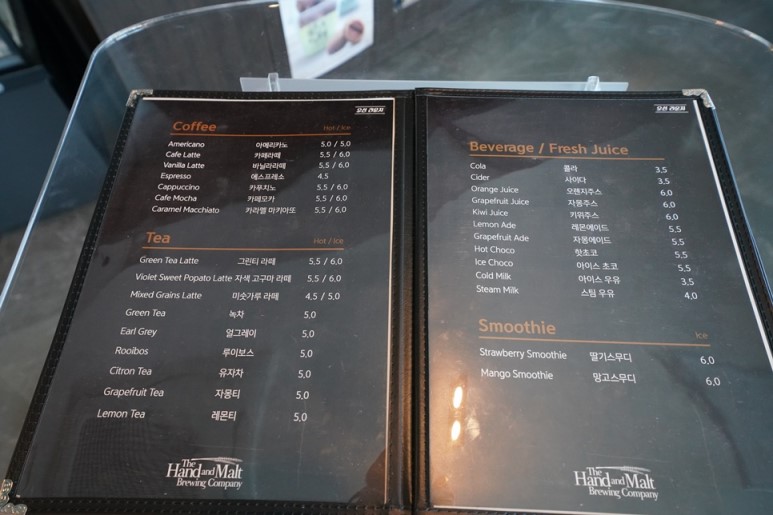 오션 라운지
Coffee Hot / Ice
Americano 아메리카노 5.0 / 5.0
Cafe Latte 카페라떼 5.5 / 6.0
Vanilla Latte 바닐라라떼 5.5 / 6.0
Espresso 에스프레스 4.5
Cappuccino 카푸치노 5.5 / 6.0
Cafe Mocha 카페모카 5.5 / 6.0
Caramel Macchiato 카라멜 마키아또 5.5 / 6.0
Tea Hot / Ice
Green Tea Latte 그린티 라떼 5.5 / 6.0
Violet Sweet Popato Latte 자색 고구마 라떼 5.5 / 6.0
Mixed Grains Latte 미숫가루 라떼 4.5 / 5.0
Green Tea 녹차 5.0
Earl Grey 얼그레이 5.0
Rooibos 루이보스 5.0
Citron Tea 유자차 5.0
Grapefruit Tea 자몽티 5.0
Lemon Tea 레몬티 5.0
The
Hand and Malt
Brewing Company
오션 라운지
Beverage / Fresh Juice
Cola 콜라 3.5
Cider 사이다 3.5
Orange Juice 오렌지주스 6.0
Grapefruit Juice 자몽주스 6.0
Kiwi Juice 키위주스 6.0
Lemon Ade 레몬에이드 5.5
Grapefruit Ade 자몽에이드 5.5
Hot Choco 핫초코 5.5
Ice Choco 아이스 초코 5.5
Cold Milk 아이스 우유 3.5
Steam Milk 스팀 우유 4.0
Smoothie Ice
Strawberry Smoothie 딸기스무디 6.0
Mango Smoothie 망고스무디 6.0
The
Hand and Malt
Brewing Company